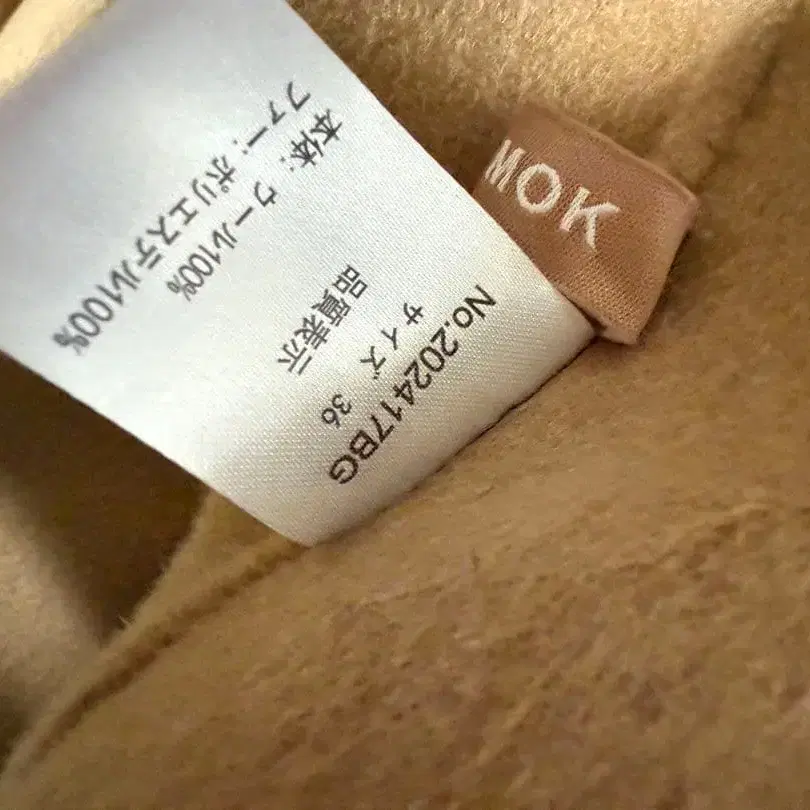 MOK
No.202417BG
サイズ 36
品質表示
本体:ウール100%
ファー:ポリエステル100%